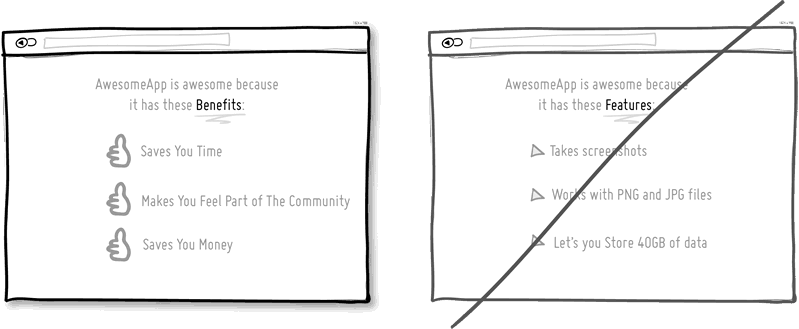 AwesomeApp is awesome because
it has these Benefits:
Saves You Time
Makes You Feel Part of The Community
Saves You Money
AwesomeApp is awesome because
it has these Features:
Takes screenshots
Works with PNG and JPG files
Let's you Store 40GB of data